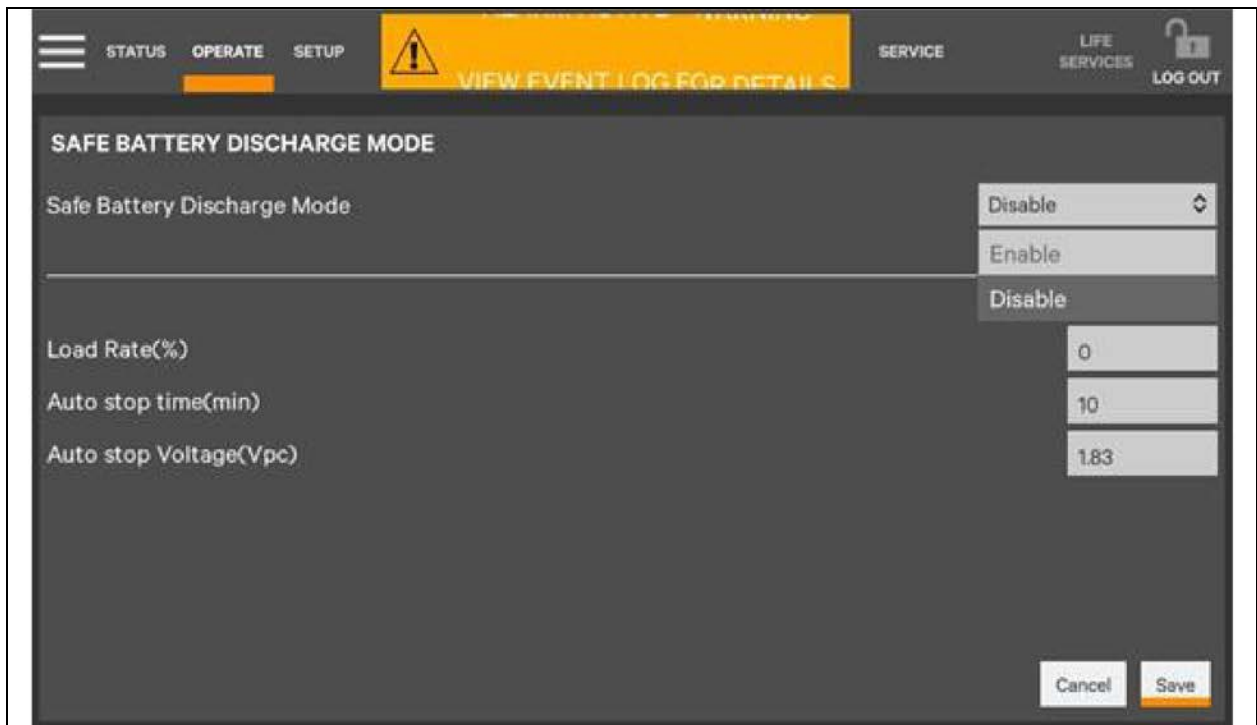 STATUS OPERATE SETUP
VIEW EVENT LOG FOR DETAILS
SERVICE
LIFE
SERVICES
LOG OUT
SAFE BATTERY DISCHARGE MODE
Safe Battery Discharge Mode
Disable
Enable
Disable
Load Rate(%)
0
Auto stop time(min)
10
Auto stop Voltage(Vpc)
1.83
Cancel
Save